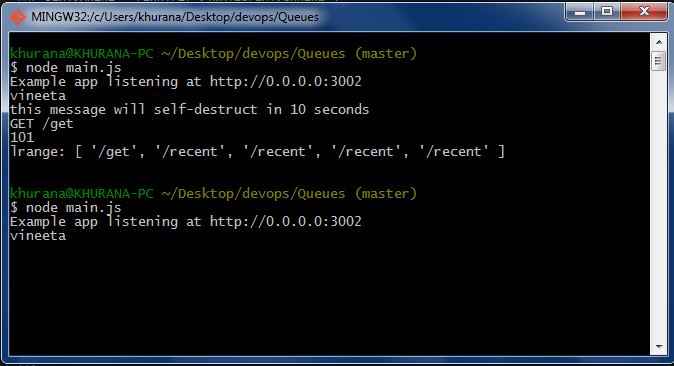 MINGW32:/c/Users/khurana/Desktop/devops/Queues
khurana@KHURANA-PC ~/Desktop/devops/Queues (master)
$ node main.js
Example app listening at http://0.0.0.0:3002
vineeta
this message will self-destruct in 10 seconds
GET /get
101
lrange: [ '/get', '/recent', '/recent', '/recent', '/recent' ]
khurana@KHURANA-PC ~/Desktop/devops/Queues (master)
$ node main.js
Example app listening at http://0.0.0.0:3002
vineeta